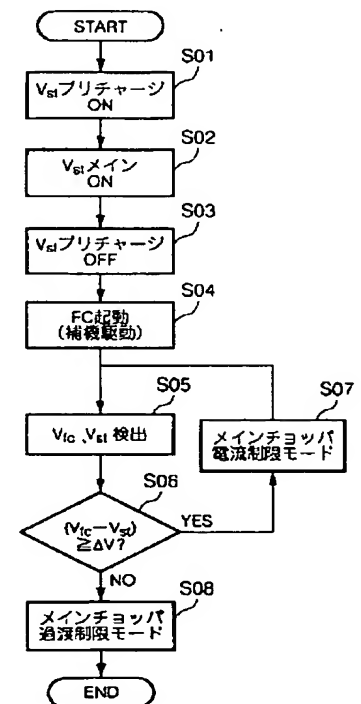 START
S01
Vstプリチャージ
ON
S02
Vstメイン
ON
S03
Vstプリチャージ
OFF
S04
FC起動
(補機駆動)
S05
Vfc、Vst 検出
S07
メインチョッパ
電流制限モード
S06
(Vfc−Vst)
≧ΔV?
YES
NO
S08
メインチョッパ
過渡制限モード
END